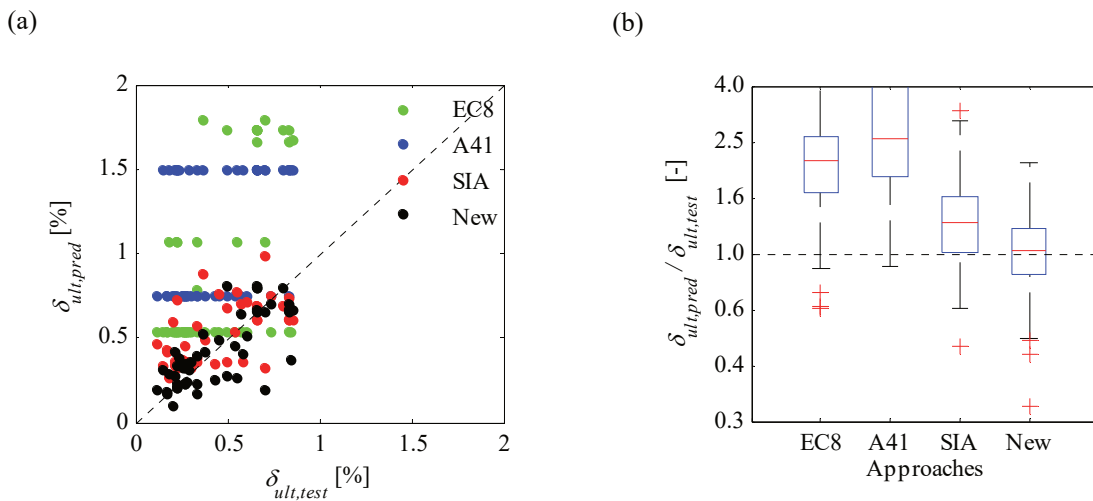 (a)
2
1.5
1
0.5
0
0
0.5
1
1.5
2
δult,pred [%]
δult,test [%]
EC8
A41
SIA
New
(b)
4.0
2.5
1.6
1.0
0.6
0.4
0.3
δult,pred / δult,test [-]
EC8 A41 SIA New
Approaches